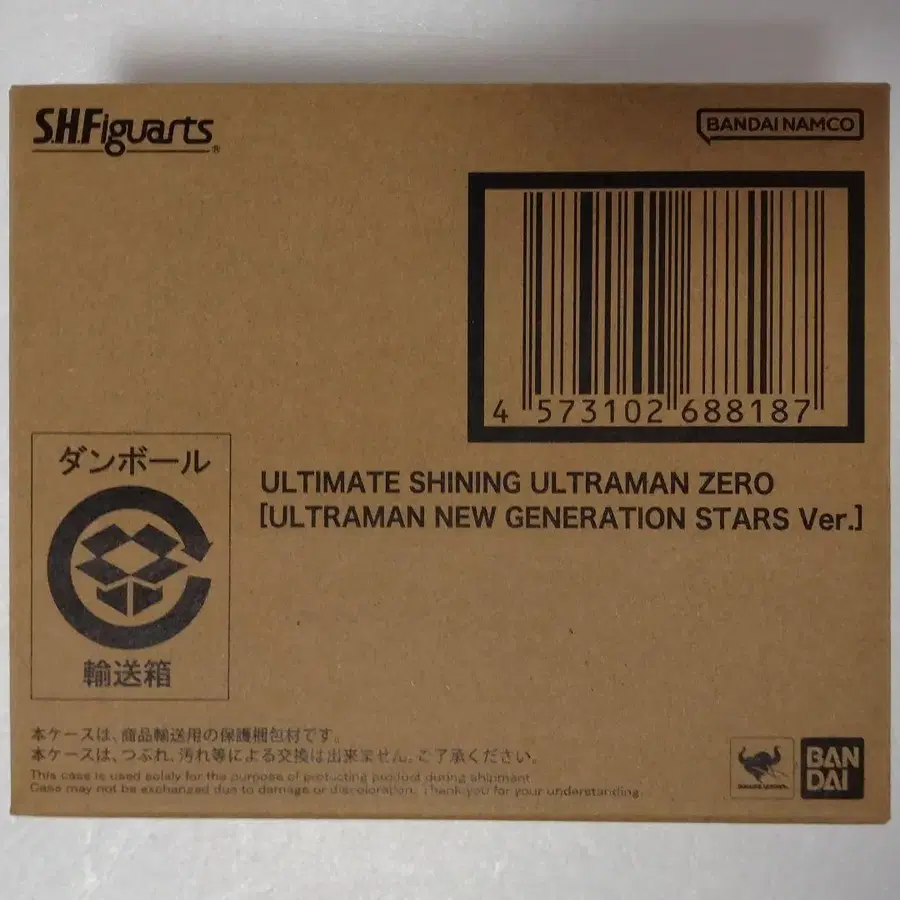 S.H.Figuarts®
BANDAI NAMCO
4 573102 688187
ダンボール
輸送箱
ULTIMATE SHINING ULTRAMAN ZERO
[ULTRAMAN NEW GENERATION STARS Ver.]
本ケースは、商品輸送用の保護梱包材です。
本ケースは、つぶれ、汚れ等による交換は出来ません。ご了承ください。
This case is used solely for the purpose of protecting product during shipment
Case may not be exchanged due to damage or discoloration. Thank you for your understanding.
BAN
DAI